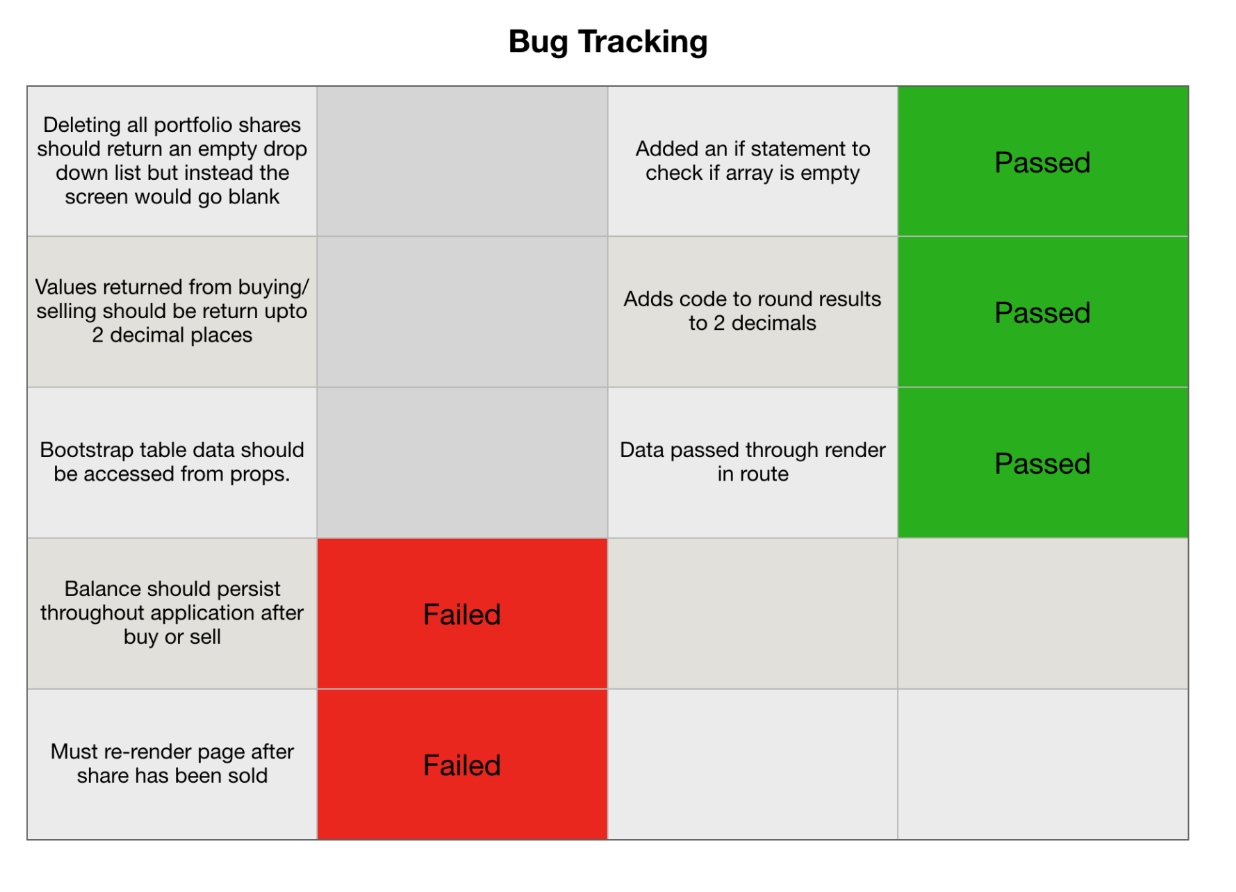 Bug Tracking
Deleting all portfolio shares
should return an empty drop
down list but instead the
screen would go blank
Added an if statement to
check if array is empty
Passed
Values returned from buying/
selling should be return upto
2 decimal places
Adds code to round results
to 2 decimals
Passed
Bootstrap table data should
be accessed from props.
Data passed through render
in route
Passed
Balance should persist
throughout application after
buy or sell
Failed
Must re-render page after
share has been sold
Failed